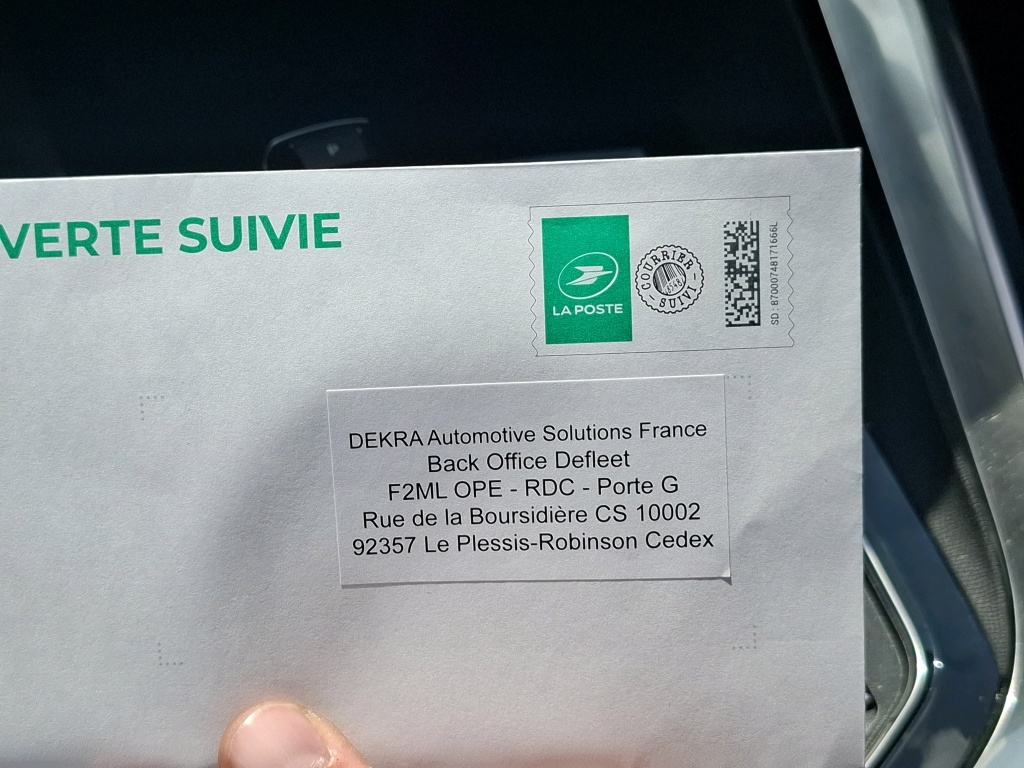 VERTE SUIVIE
LA POSTE
COURRIER
SUIVI
SD : 87000748171666L
DEKRA Automotive Solutions France
Back Office Defleet
F2ML OPE - RDC - Porte G
Rue de la Boursidière CS 10002
92357 Le Plessis-Robinson Cedex